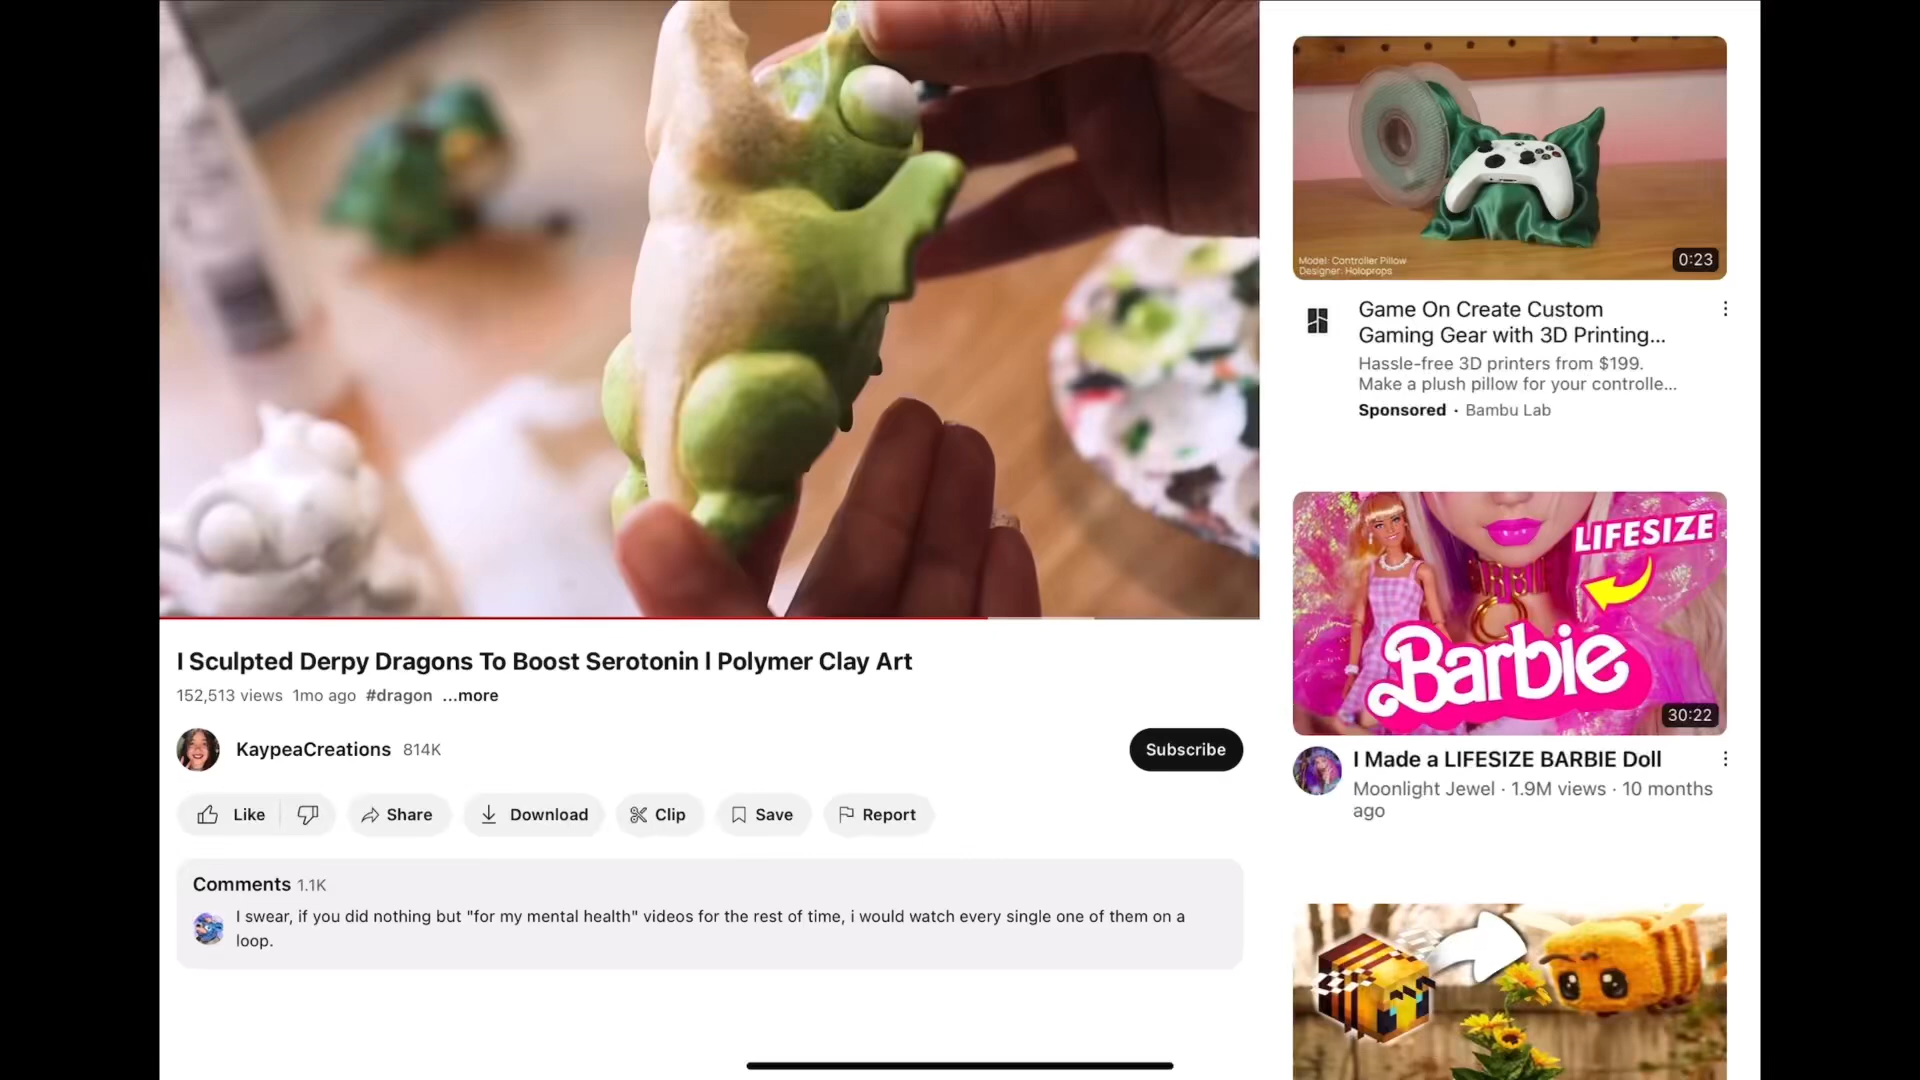 Model: Controller Pillow
Designer: Holoprops
0:23
Game On Create Custom
Gaming Gear with 3D Printing...
Hassle-free 3D printers from $199.
Make a plush pillow for your controlle...
Sponsored · Bambu Lab
LIFESIZE
Barbie
30:22
I Made a LIFESIZE BARBIE Doll
Moonlight Jewel · 1.9M views · 10 months
ago
I Sculpted Derpy Dragons To Boost Serotonin l Polymer Clay Art
152,513 views 1mo ago #dragon ...more
KaypeaCreations 814K
Subscribe
Like
Share
Download
Clip
Save
Report
Comments 1.1K
I swear, if you did nothing but "for my mental health" videos for the rest of time, i would watch every single one of them on a
loop.